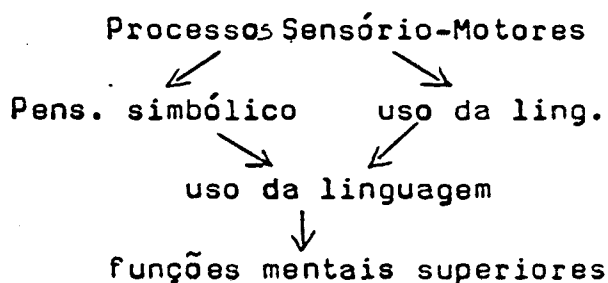 Processos Sensório-Motores
Pens. simbólico uso da ling.
uso da linguagem
funções mentais superiores